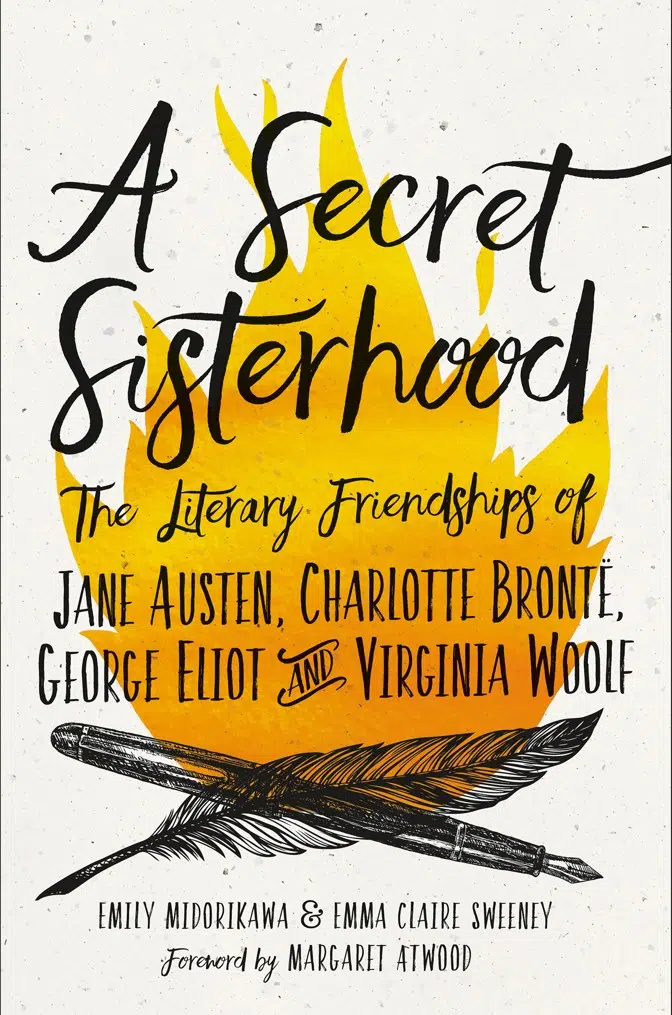 A Secret
Sisterhood
The Literary Friendships of
JANE AUSTEN, CHARLOTTE BRONTË,
GEORGE ELIOT AND VIRGINIA WOOLF
EMILY MIDORIKAWA & EMMA CLAIRE SWEENEY
Foreword by MARGARET ATWOOD